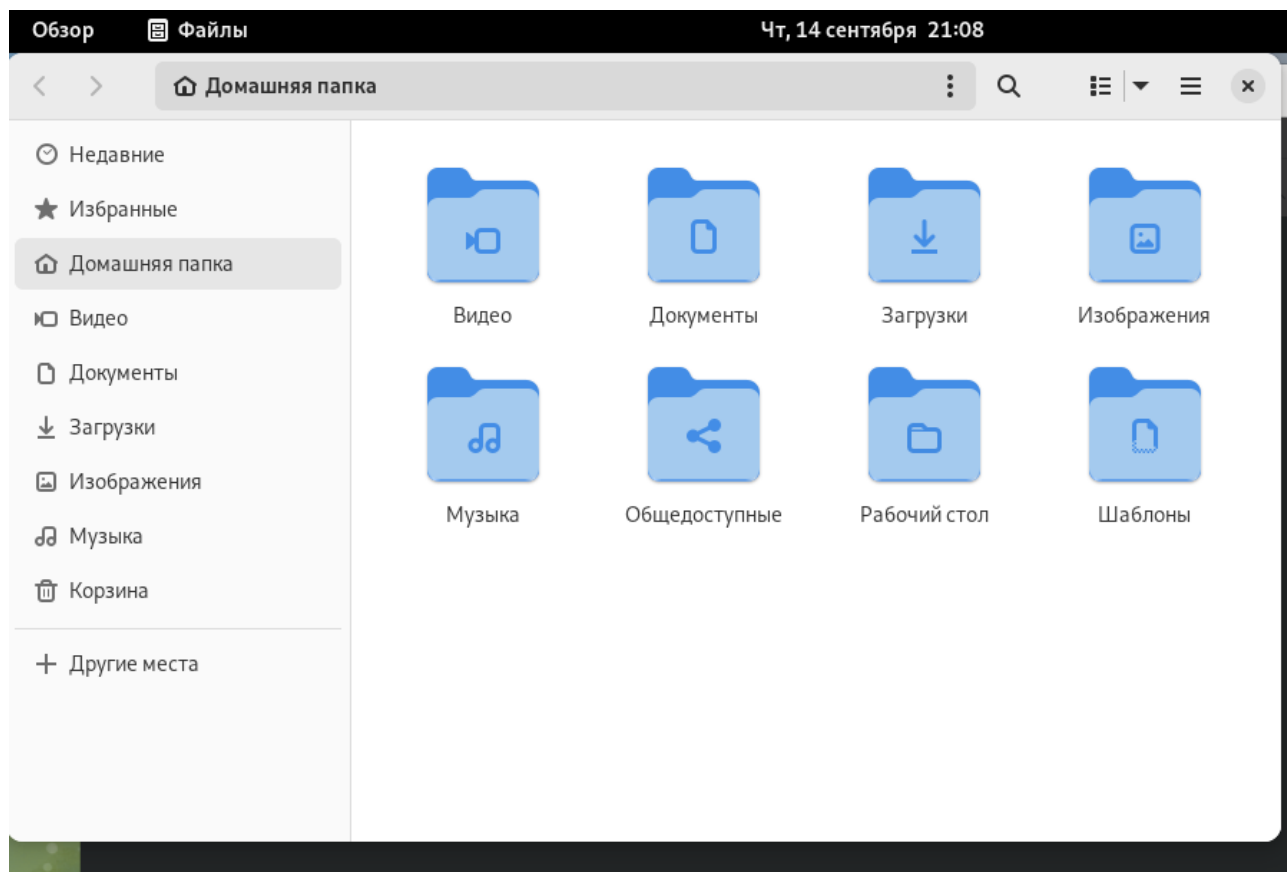 Обзор Файлы Чт, 14 сентября 21:08
Домашняя папка
Недавние
Избранные
Домашняя папка
Видео
Документы
Загрузки
Изображения
Музыка
Корзина
Другие места
Видео Документы Загрузки Изображения
Музыка Общедоступные Рабочий стол Шаблоны